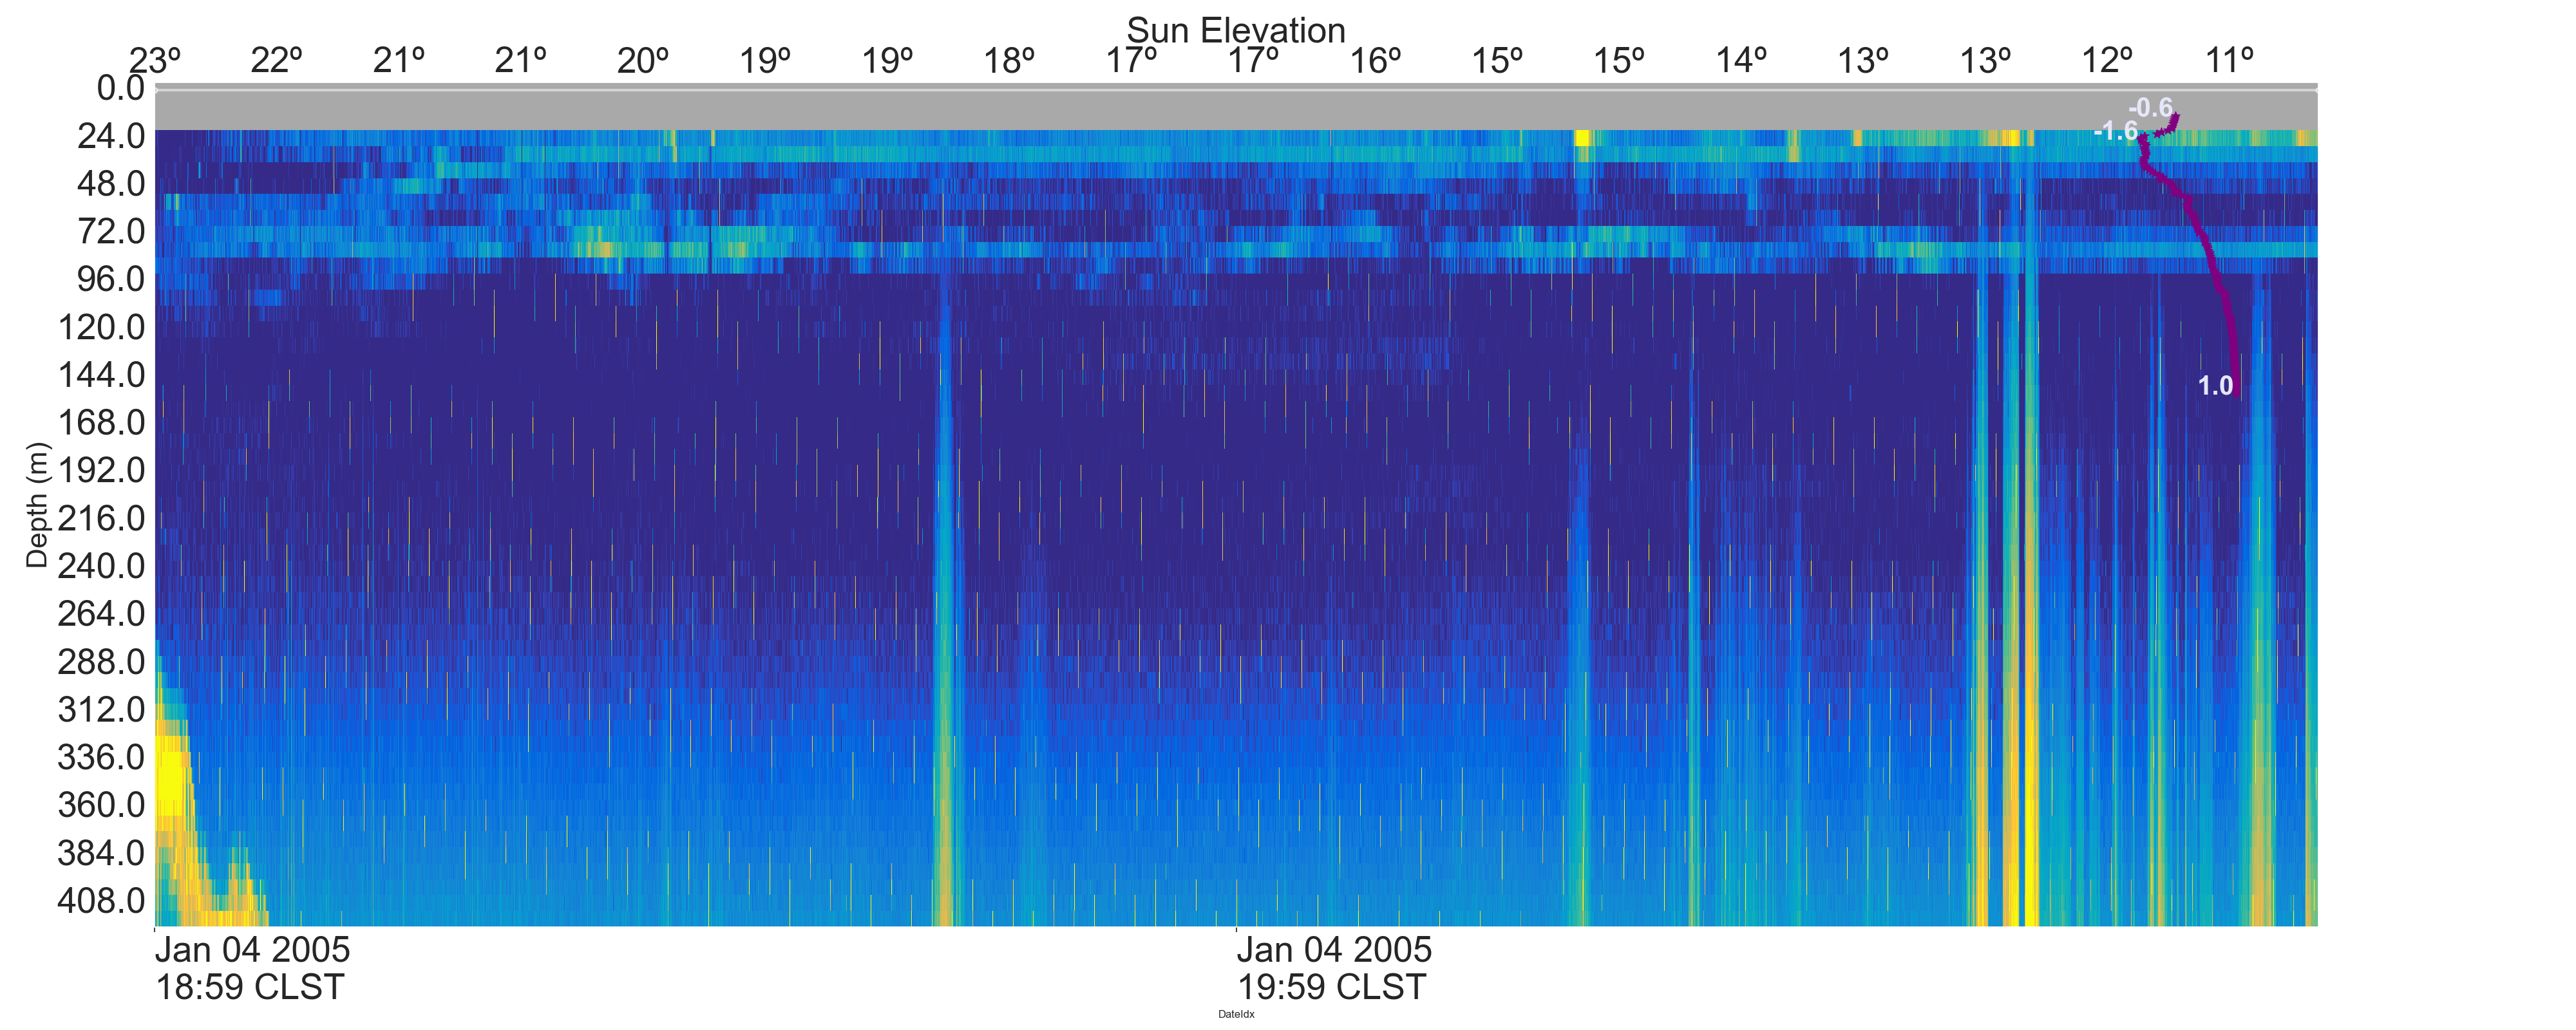 Sun Elevation
23º 22º 21º 21º 20º 19º 19º 18º 17º 17º 16º 15º 15º 14º 13º 13º 12º 11º
0.0
24.0
48.0
72.0
96.0
120.0
144.0
168.0
192.0
216.0
240.0
264.0
288.0
312.0
336.0
360.0
384.0
408.0
Depth (m)
-0.6
-1.6
1.0
Jan 04 2005
18:59 CLST
Jan 04 2005
19:59 CLST
DateIdx